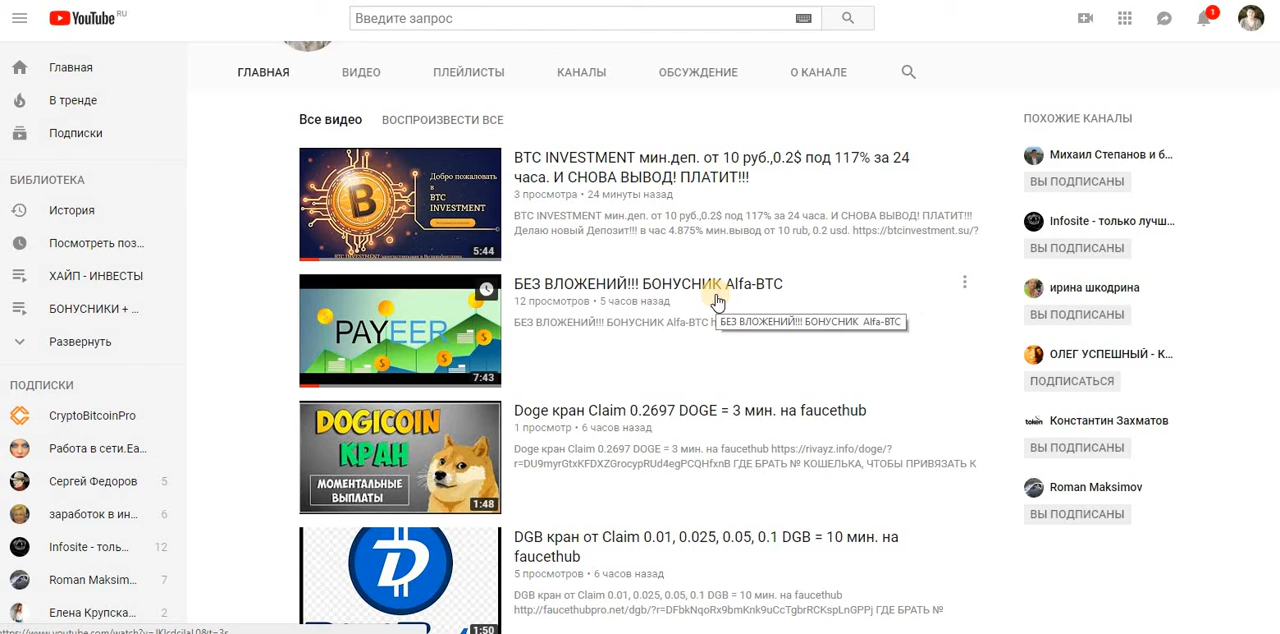 YouTube RU
Введите запрос
1
ГЛАВНАЯ ВИДЕО ПЛЕЙЛИСТЫ КАНАЛЫ ОБСУЖДЕНИЕ О КАНАЛЕ
Главная
В тренде
Подписки
БИБЛИОТЕКА
История
Посмотреть поз...
ХАЙП - ИНВЕСТЫ
БОНУСНИКИ + ...
Развернуть
ПОДПИСКИ
CryptoBitcoinPro
Работа в сети.Еа...
Сергей Федоров 5
заработок в ин... 6
Infosite - толь... 12
Roman Maksim... 7
Елена Крупска... 2
Все видео ВОСПРОИЗВЕСТИ ВСЕ
Добро пожаловать
в
BTC
INVESTMENT
5:44
BTC INVESTMENT мин.деп. от 10 руб.,0.2$ под 117% за 24
часа. И СНОВА ВЫВОД! ПЛАТИТ!!!
3 просмотра • 24 минуты назад
BTC INVESTMENT мин.деп. от 10 руб.,0.2$ под 117% за 24 часа. И СНОВА ВЫВОД! ПЛАТИТ!!!
Делаю новый Депозит!!! в час 4.875% мин.вывод от 10 rub, 0.2 usd. https://btcinvestment.su/?
PAYEER
7:43
БЕЗ ВЛОЖЕНИЙ!!! БОНУСНИК Alfa-BTC
12 просмотров • 5 часов назад
БЕЗ ВЛОЖЕНИЙ!!! БОНУСНИК Alfa-BTC
БЕЗ ВЛОЖЕНИЙ!!! БОНУСНИК Alfa-BTC
DOGICOIN
КРАН
МОМЕНТАЛЬНЫЕ
ВЫПЛАТЫ
1:48
Doge кран Claim 0.2697 DOGE = 3 мин. на faucethub
1 просмотр • 6 часов назад
Doge кран Claim 0.2697 DOGE = 3 мин. на faucethub https://rivayz.info/doge/?
r=DU9myrGtxKFDXZGrocypRUd4egPCQHfxnB ГДЕ БРАТЬ № КОШЕЛЬКА, ЧТОБЫ ПРИВЯЗАТЬ К
1:50
DGB кран от Claim 0.01, 0.025, 0.05, 0.1 DGB = 10 мин. на
faucethub
5 просмотров • 6 часов назад
DGB кран от Claim 0.01, 0.025, 0.05, 0.1 DGB = 10 мин. на faucethub
http://faucethubpro.net/dgb/?r=DFbkNqoRx9bmKnk9uCcTgbrRCKspLnGPPj ГДЕ БРАТЬ №
ПОХОЖИЕ КАНАЛЫ
Михаил Степанов и б...
ВЫ ПОДПИСАНЫ
Infosite - только лучш...
ВЫ ПОДПИСАНЫ
ирина шкодрина
ВЫ ПОДПИСАНЫ
ОЛЕГ УСПЕШНЫЙ - К...
ПОДПИСАТЬСЯ
Константин Захматов
ВЫ ПОДПИСАНЫ
Roman Maksimov
ВЫ ПОДПИСАНЫ